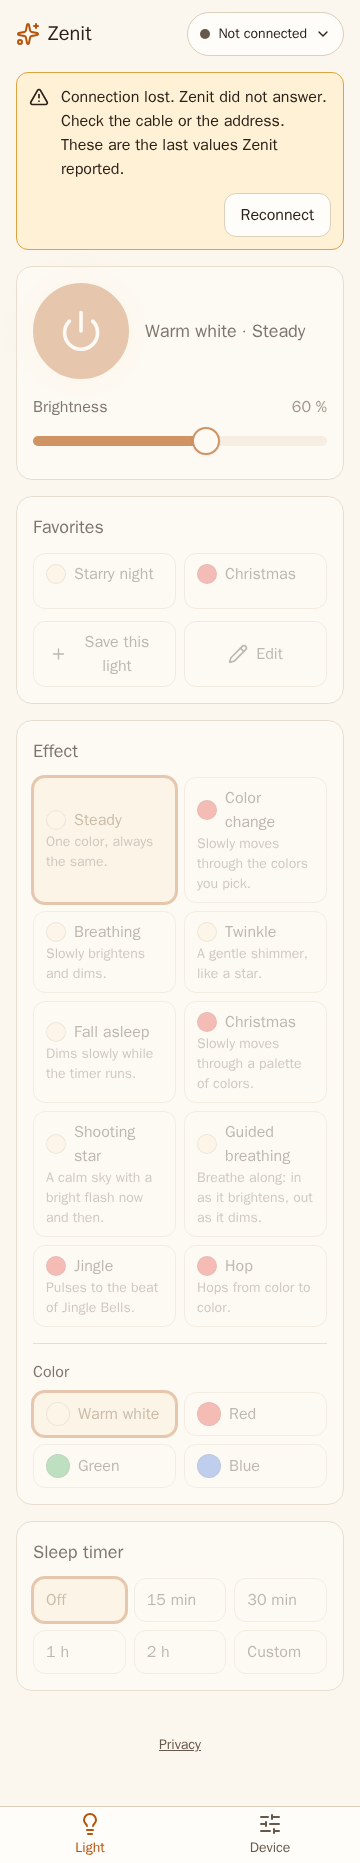 Zenit
Not connected
Connection lost. Zenit did not answer.
Check the cable or the address.
These are the last values Zenit
reported.
Reconnect
Warm white · Steady
Brightness
60 %
Favorites
Starry night
Christmas
Save this
light
Edit
Effect
Steady
One color, always
the same.
Color
change
Slowly moves
through the colors
you pick.
Breathing
Slowly brightens
and dims.
Twinkle
A gentle shimmer,
like a star.
Fall asleep
Dims slowly while
the timer runs.
Christmas
Slowly moves
through a palette
of colors.
Shooting
star
A calm sky with a
bright flash now
and then.
Guided
breathing
Breathe along: in
as it brightens, out
as it dims.
Jingle
Pulses to the beat
of Jingle Bells.
Hop
Hops from color to
color.
Color
Warm white
Red
Green
Blue
Sleep timer
Off
15 min
30 min
1 h
2 h
Custom
Privacy
Light
Device